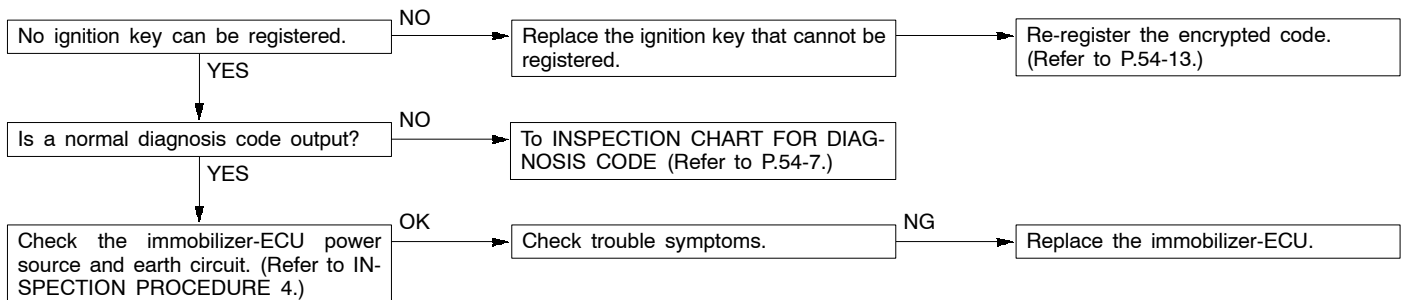 No ignition key can be registered.
NO
Replace the ignition key that cannot be
registered.
Re-register the encrypted code.
(Refer to P.54-13.)
YES
Is a normal diagnosis code output?
NO
To INSPECTION CHART FOR DIAG-
NOSIS CODE (Refer to P.54-7.)
YES
Check the immobilizer-ECU power
source and earth circuit. (Refer to IN-
SPECTION PROCEDURE 4.)
OK
Check trouble symptoms.
NG
Replace the immobilizer-ECU.